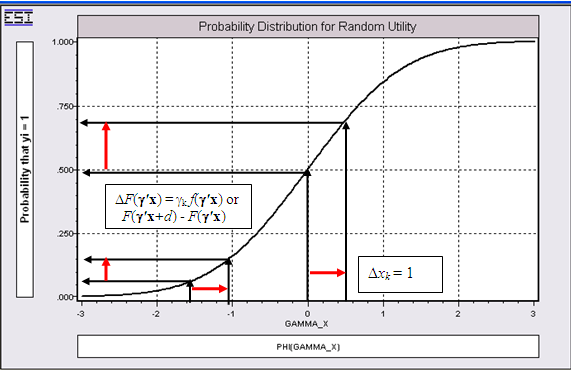 ESI
Probability Distribution for Random Utility
Probability that yi = 1
1.000
.750
.500
.250
.000
ΔF(γ′x) = γk f(γ′x) or
F(γ′x+d) - F(γ′x)
Δxk = 1
-3 -2 -1 0 1 2 3
GAMMA_X
PHI(GAMMA_X)